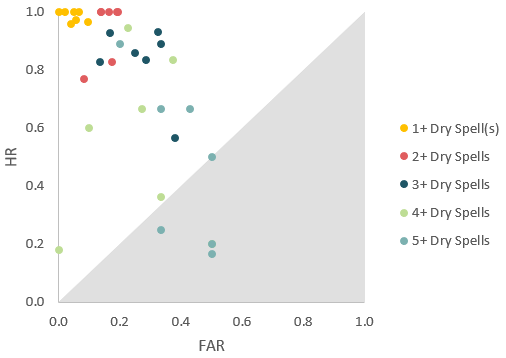 1.0
0.8
0.6
0.4
0.2
0.0
HR
0.0 0.2 0.4 0.6 0.8 1.0
FAR
1+ Dry Spell(s)
2+ Dry Spells
3+ Dry Spells
4+ Dry Spells
5+ Dry Spells